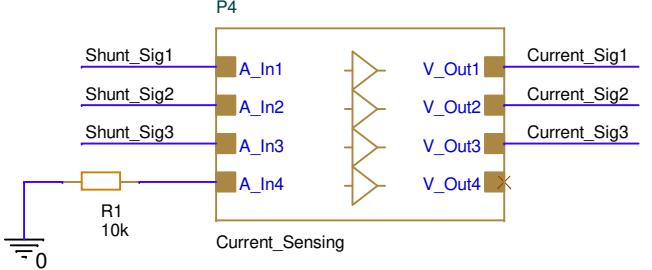 P4
Shunt_Sig1
A_In1
V_Out1
Current_Sig1
Shunt_Sig2
A_In2
V_Out2
Current_Sig2
Shunt_Sig3
A_In3
V_Out3
Current_Sig3
A_In4
V_Out4
R1
10k
0
Current_Sensing